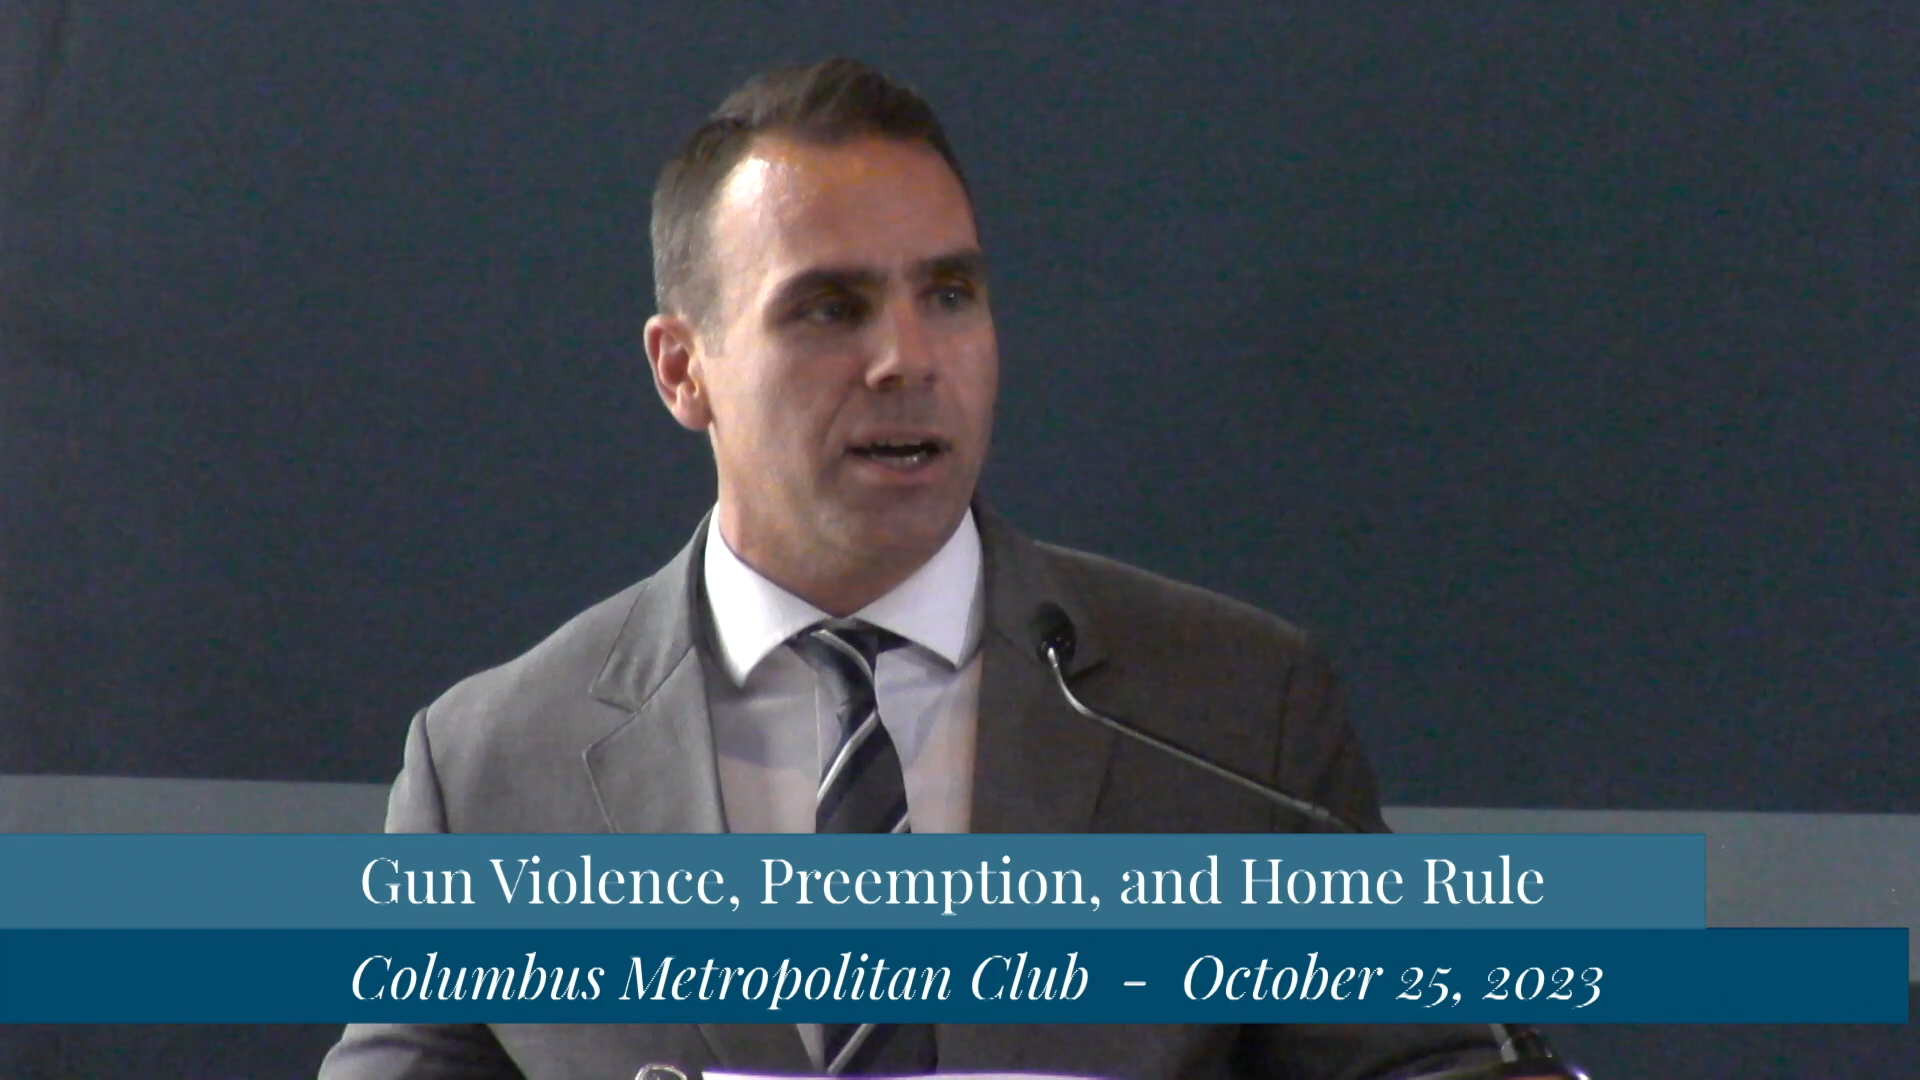 Gun Violence, Preemption, and Home Rule
Columbus Metropolitan Club - October 25, 2023